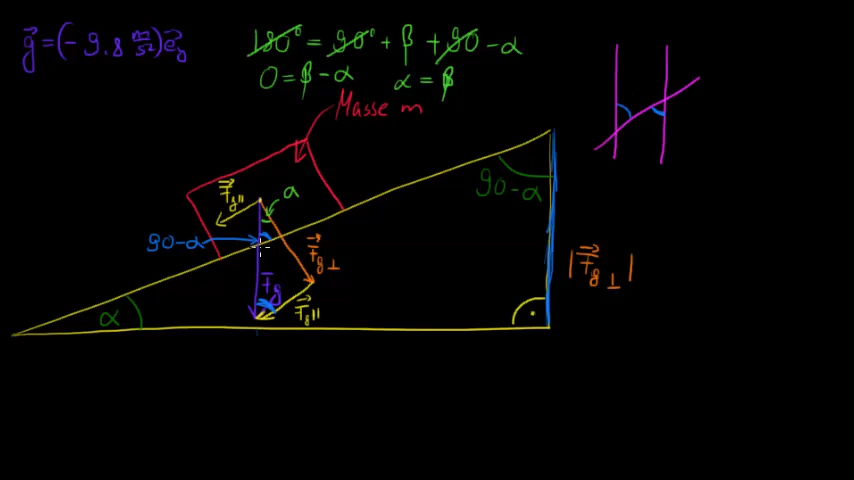 g⃗ = (- 9.8 m/s²) e⃗y
180° = 90° + β + 90 - α
0 = β - α α = β
Masse m
F⃗g||
α
90-α
90-α
F⃗g⊥
|F⃗g⊥|
F⃗g
F⃗g||
α